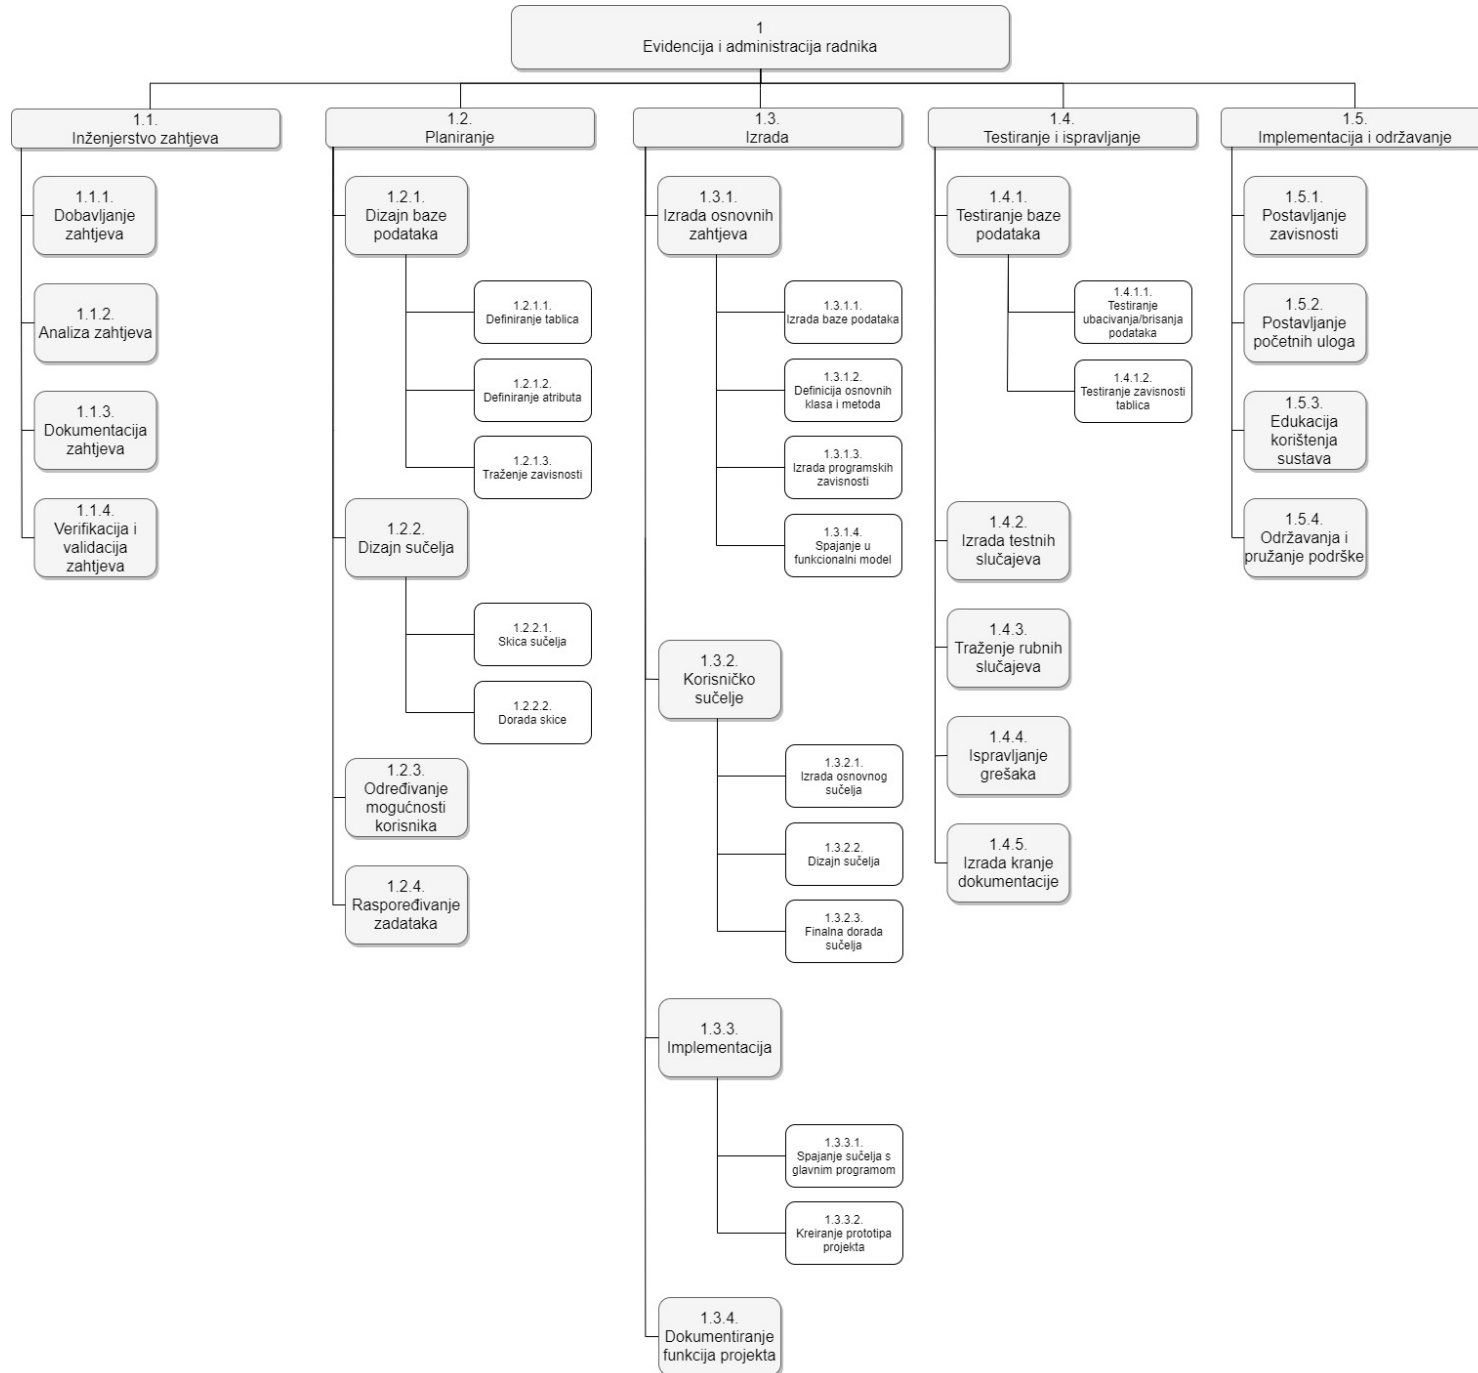 1
Evidencija i administracija radnika
1.1.
Inženjerstvo zahtjeva
1.1.1.
Dobavljanje
zahtjeva
1.1.2.
Analiza zahtjeva
1.1.3.
Dokumentacija
zahtjeva
1.1.4.
Verifikacija i
validacija
zahtjeva
1.2.
Planiranje
1.2.1.
Dizajn baze
podataka
1.2.1.1.
Definiranje tablica
1.2.1.2.
Definiranje atributa
1.2.1.3.
Traženje zavisnosti
1.2.2.
Dizajn sučelja
1.2.2.1.
Skica sučelja
1.2.2.2.
Dorada skice
1.2.3.
Određivanje
mogućnosti
korisnika
1.2.4.
Raspoređivanje
zadataka
1.3.
Izrada
1.3.1.
Izrada osnovnih
zahtjeva
1.3.1.1.
Izrada baze podataka
1.3.1.2.
Definicija osnovnih
klasa i metoda
1.3.1.3.
Izrada programskih
zavisnosti
1.3.1.4.
Spajanje u
funkcionalni model
1.3.2.
Korisničko
sučelje
1.3.2.1.
Izrada osnovnog
sučelja
1.3.2.2.
Dizajn sučelja
1.3.2.3.
Finalna dorada
sučelja
1.3.3.
Implementacija
1.3.3.1.
Spajanje sučelja s
glavnim programom
1.3.3.2.
Kreiranje prototipa
projekta
1.3.4.
Dokumentiranje
funkcija projekta
1.4.
Testiranje i ispravljanje
1.4.1.
Testiranje baze
podataka
1.4.1.1.
Testiranje
ubacivanja/brisanja
podataka
1.4.1.2.
Testiranje zavisnosti
tablica
1.4.2.
Izrada testnih
slučajeva
1.4.3.
Traženje rubnih
slučajeva
1.4.4.
Ispravljanje
grešaka
1.4.5.
Izrada kranje
dokumentacije
1.5.
Implementacija i održavanje
1.5.1.
Postavljanje
zavisnosti
1.5.2.
Postavljanje
početnih uloga
1.5.3.
Edukacija
korištenja
sustava
1.5.4.
Održavanja i
pružanje podrške